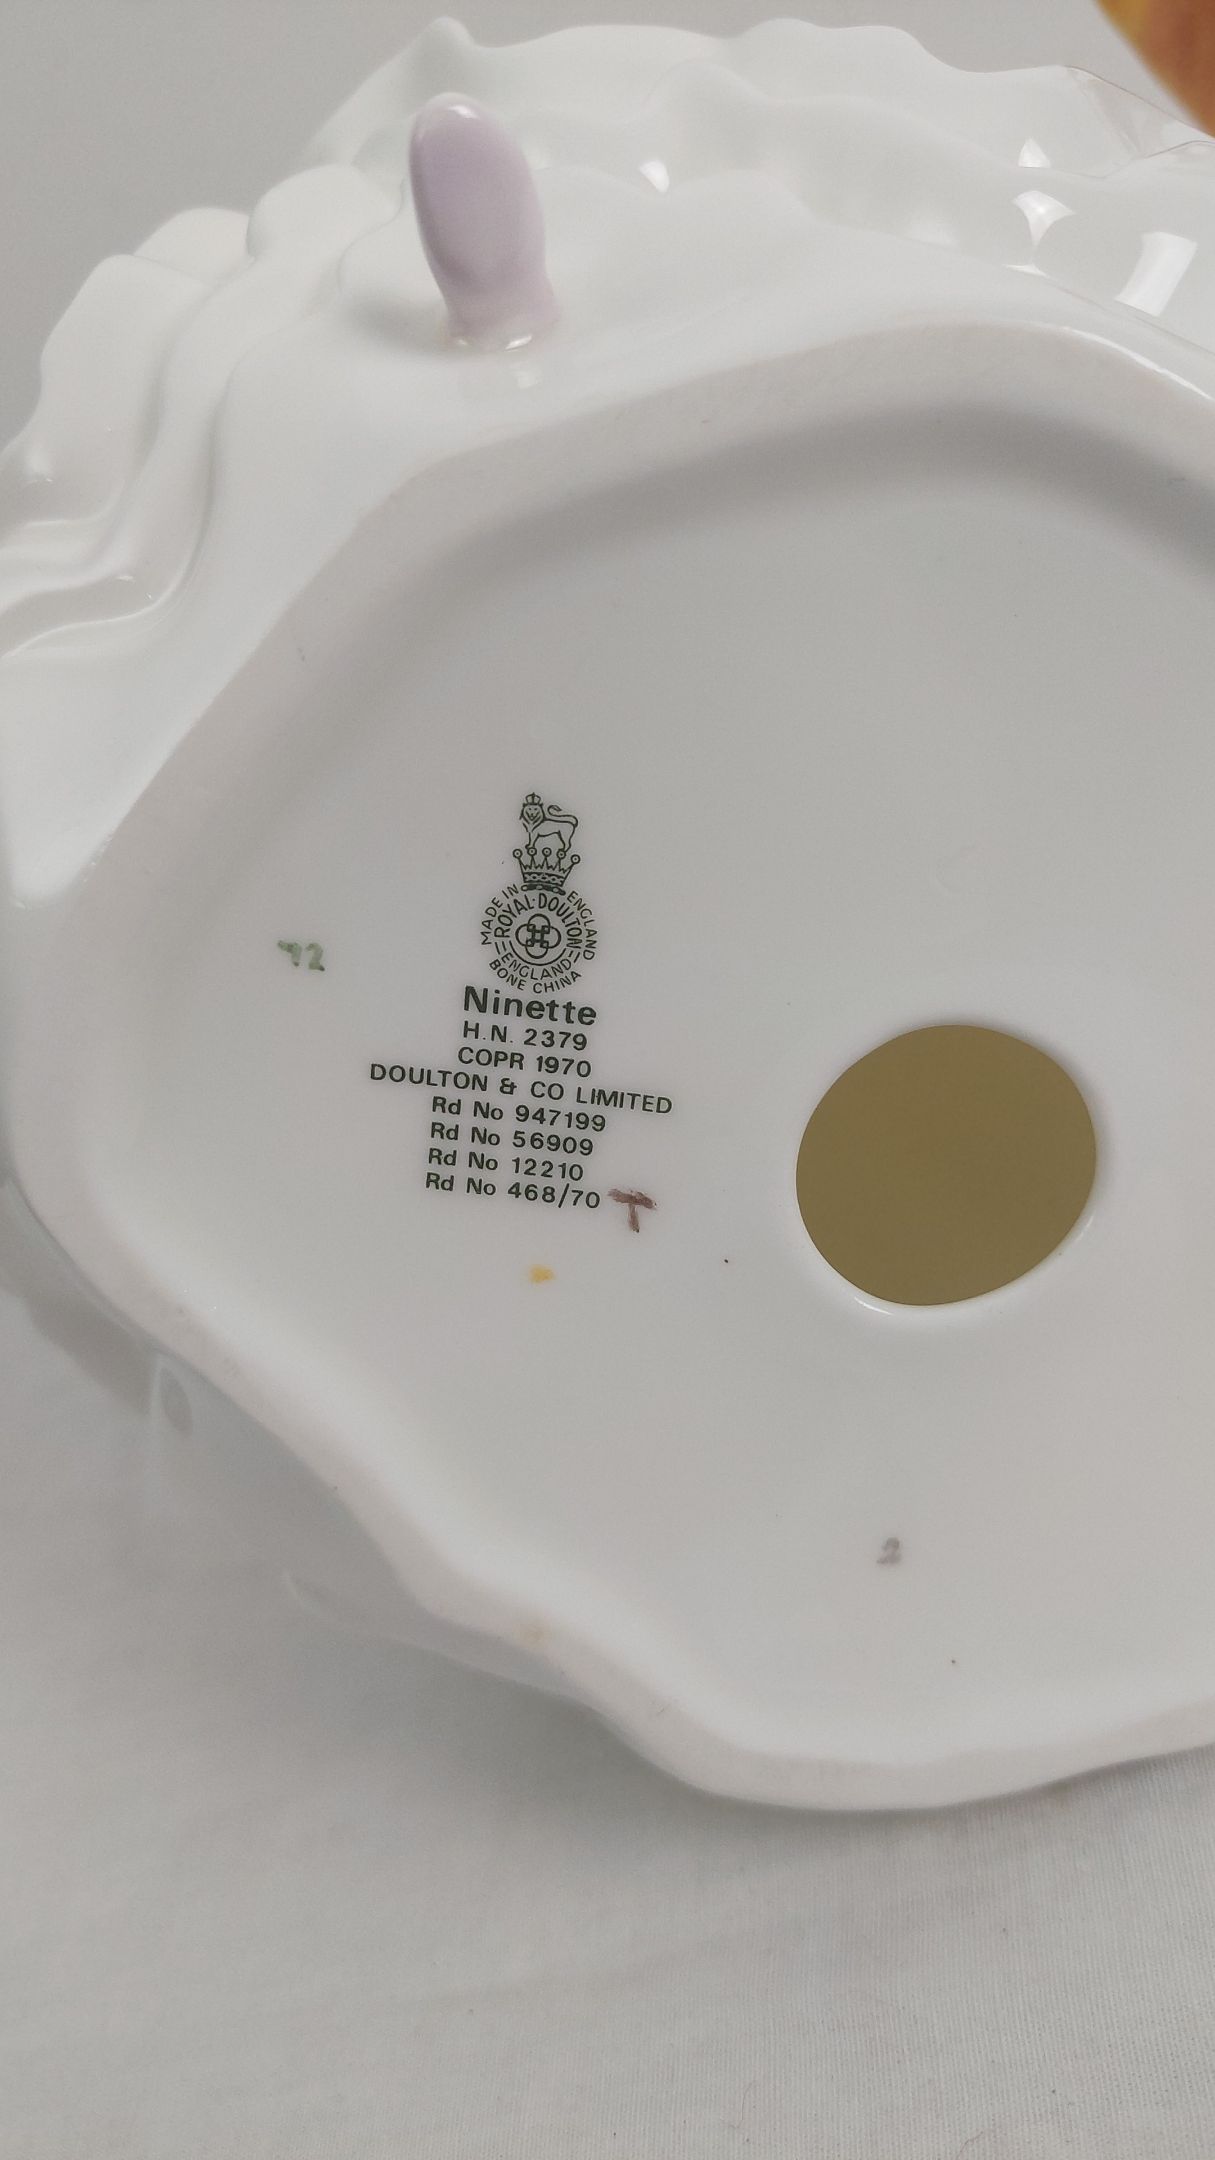 MADE IN ENGLAND
ROYAL·DOULTON
ENGLAND
BONE CHINA
Ninette
H.N. 2379
COPR 1970
DOULTON & CO LIMITED
Rd No 947199
Rd No 56909
Rd No 12210
Rd No 468/70
T
2